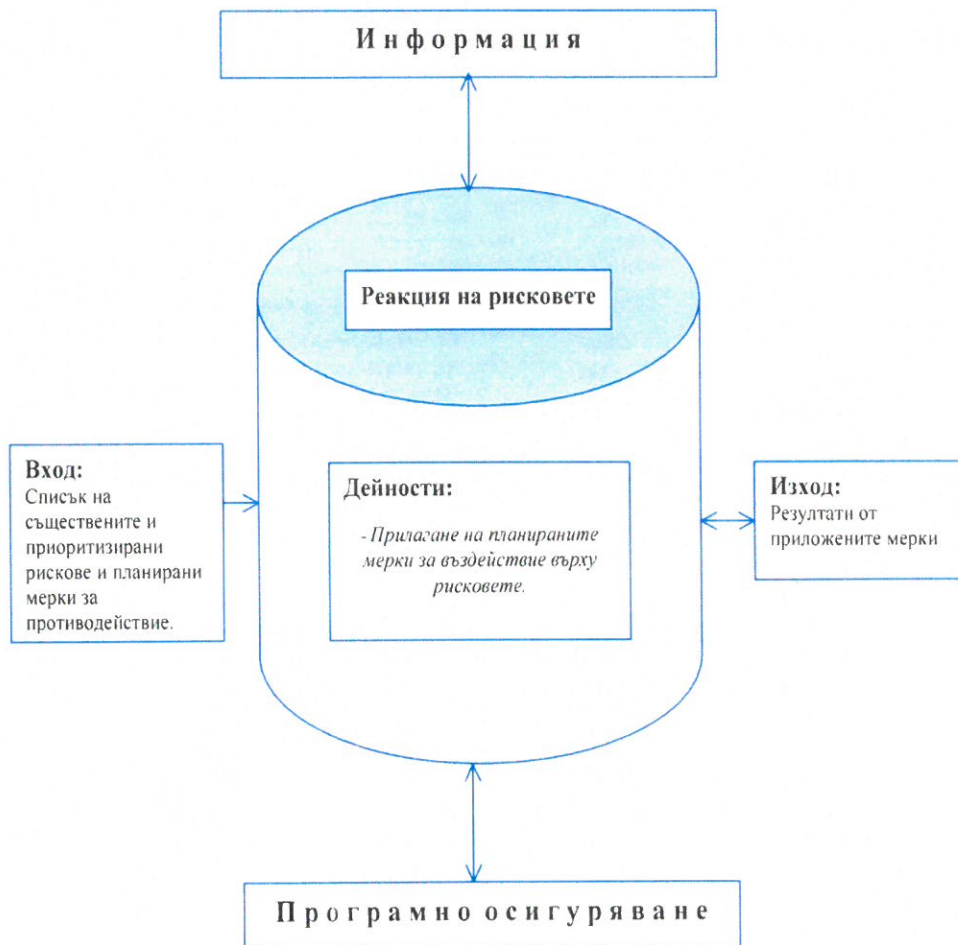 Информация
Реакция на рисковете
Вход:
Списък на
съществените и
приоритизирани
рискове и планирани
мерки за
противодействие.
Дейности:
- Прилагане на планираните
мерки за въздействие върху
рисковете.
Изход:
Резултати от
приложените мерки
Програмно осигуряване